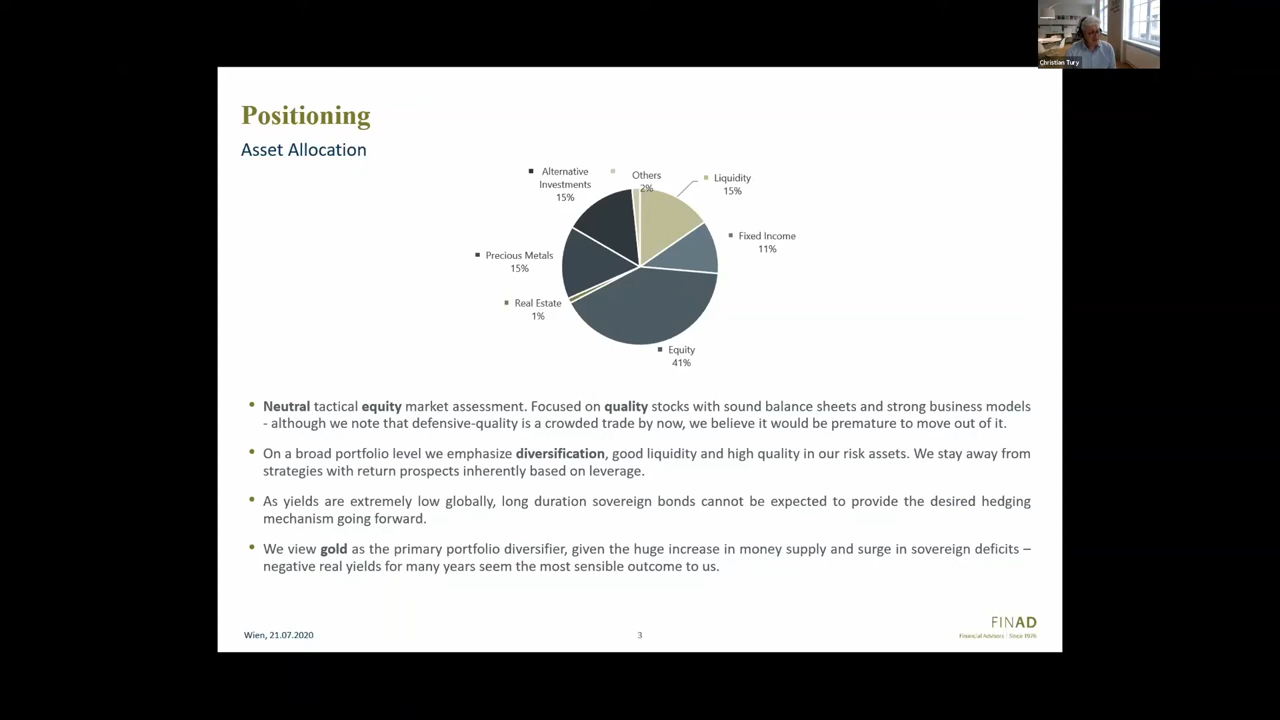 Christian Tury
Positioning
Asset Allocation
Alternative
Investments
15%
Others
2%
Liquidity
15%
Fixed Income
11%
Precious Metals
15%
Real Estate
1%
Equity
41%
• Neutral tactical equity market assessment. Focused on quality stocks with sound balance sheets and strong business models
- although we note that defensive-quality is a crowded trade by now, we believe it would be premature to move out of it.
• On a broad portfolio level we emphasize diversification, good liquidity and high quality in our risk assets. We stay away from
strategies with return prospects inherently based on leverage.
• As yields are extremely low globally, long duration sovereign bonds cannot be expected to provide the desired hedging
mechanism going forward.
• We view gold as the primary portfolio diversifier, given the huge increase in money supply and surge in sovereign deficits –
negative real yields for many years seem the most sensible outcome to us.
Wien, 21.07.2020
3
FINAD
Financial Advisors | Since 1976